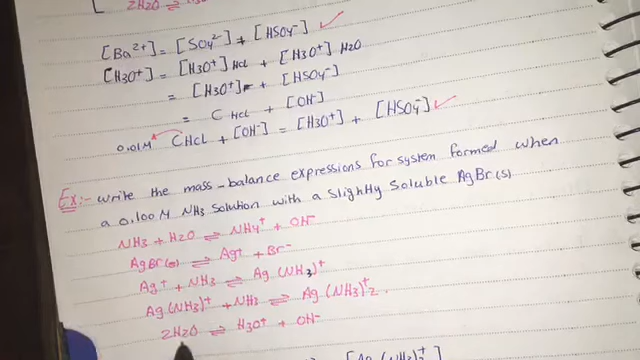 2H2O ⇌
[Ba²⁺] = [SO4²⁻] + [HSO4⁻] ✓
[H3O⁺] = [H3O⁺]HCl + [H3O⁺] H2O
= [H3O⁺] + [HSO4⁻]
= CHCl + [OH⁻]
0.01M CHCl + [OH⁻] = [H3O⁺] + [HSO4⁻] ✓
Ex:- write the mass-balance expressions for system formed when
a 0.100 M NH3 solution with a slightly soluble AgBr(s)
NH3 + H2O ⇌ NH4⁺ + OH⁻
AgBr(s) ⇌ Ag⁺ + Br⁻
Ag⁺ + NH3 ⇌ Ag(NH3)⁺
Ag(NH3)⁺ + NH3 ⇌ Ag(NH3)⁺2.
2H2O ⇌ H3O⁺ + OH⁻